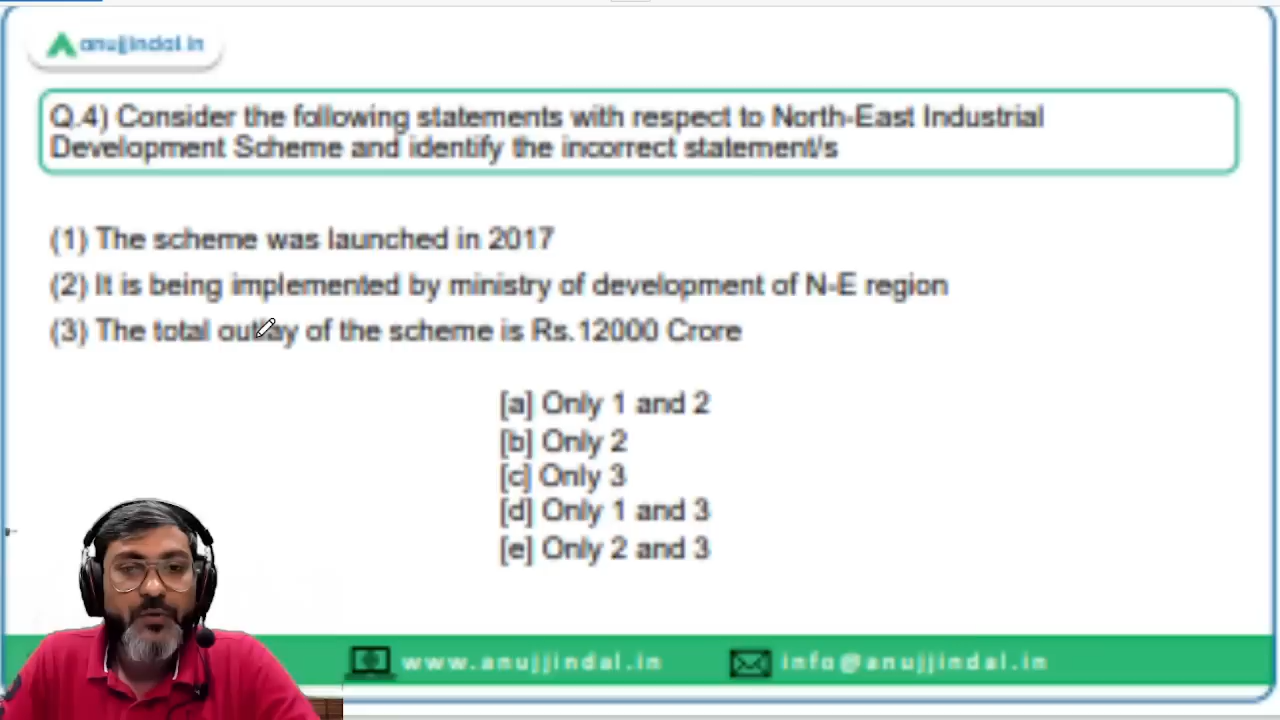 anujjindal.in
Q.4) Consider the following statements with respect to North-East Industrial
Development Scheme and identify the incorrect statement/s
(1) The scheme was launched in 2017
(2) It is being implemented by ministry of development of N-E region
(3) The total outlay of the scheme is Rs.12000 Crore
[a] Only 1 and 2
[b] Only 2
[c] Only 3
[d] Only 1 and 3
[e] Only 2 and 3
www.anujjindal.in
info@anujjindal.in